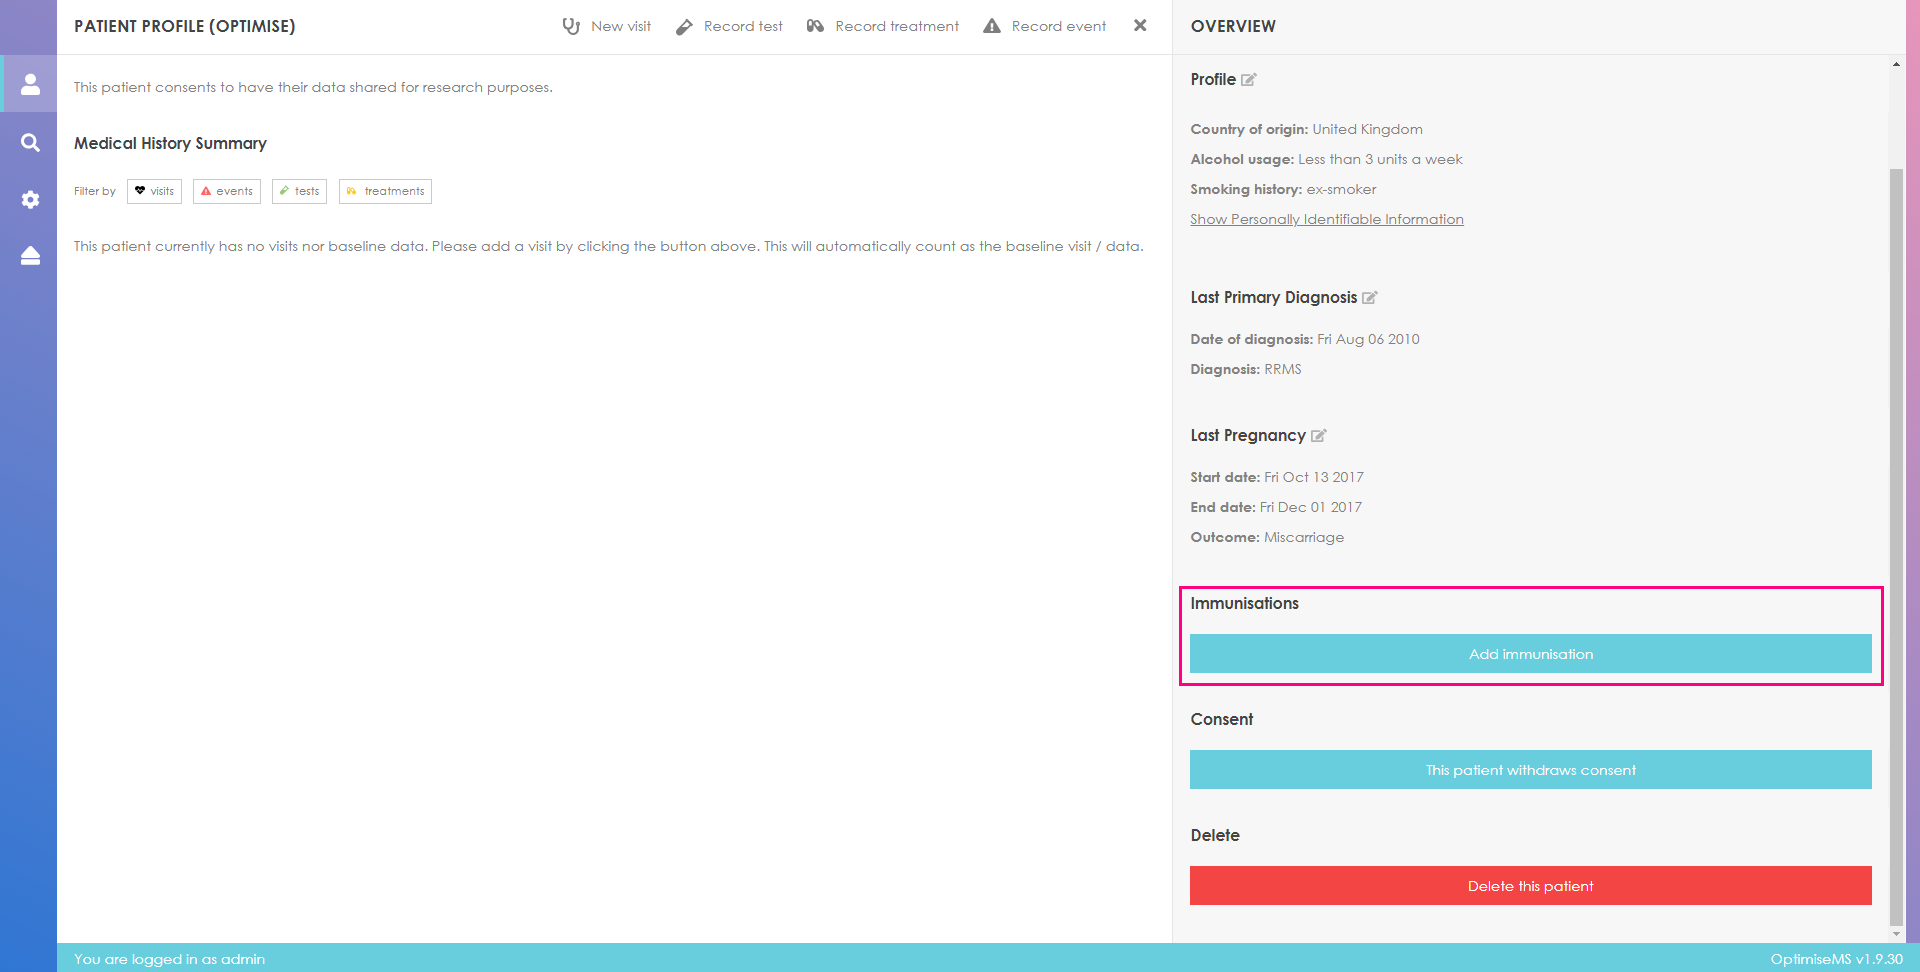 PATIENT PROFILE (OPTIMISE)
New visit
Record test
Record treatment
Record event
This patient consents to have their data shared for research purposes.
Medical History Summary
Filter by
visits
events
tests
treatments
This patient currently has no visits nor baseline data. Please add a visit by clicking the button above. This will automatically count as the baseline visit / data.
OVERVIEW
Profile
Country of origin: United Kingdom
Alcohol usage: Less than 3 units a week
Smoking history: ex-smoker
Show Personally Identifiable Information
Last Primary Diagnosis
Date of diagnosis: Fri Aug 06 2010
Diagnosis: RRMS
Last Pregnancy
Start date: Fri Oct 13 2017
End date: Fri Dec 01 2017
Outcome: Miscarriage
Immunisations
Add immunisation
Consent
This patient withdraws consent
Delete
Delete this patient
You are logged in as admin
OptimiseMS v1.9.30